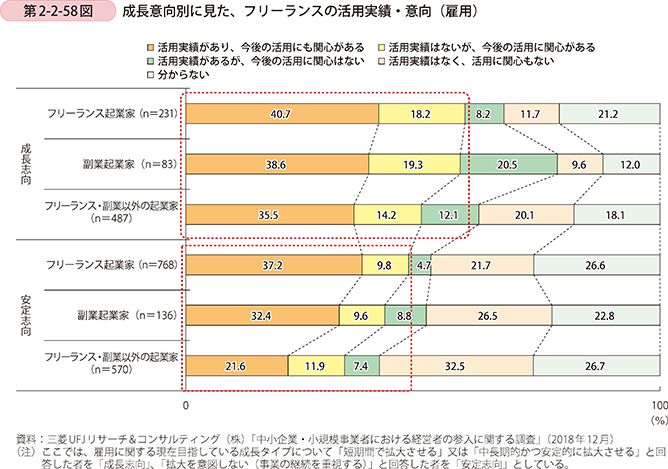 第2-2-58図 成長意向別に見た、フリーランスの活用実績・意向（雇用）
活用実績があり、今後の活用にも関心がある 活用実績はないが、今後の活用に関心がある
活用実績があるが、今後の活用に関心はない 活用実績はなく、活用に関心もない
分からない
成長志向
フリーランス起業家（n=231） 40.7 18.2 8.2 11.7 21.2
副業起業家（n=83） 38.6 19.3 20.5 9.6 12.0
フリーランス・副業以外の起業家
（n=487） 35.5 14.2 12.1 20.1 18.1
安定志向
フリーランス起業家（n=768） 37.2 9.8 4.7 21.7 26.6
副業起業家（n=136） 32.4 9.6 8.8 26.5 22.8
フリーランス・副業以外の起業家
（n=570） 21.6 11.9 7.4 32.5 26.7
0 100
（%）
資料：三菱UFJリサーチ＆コンサルティング（株）「中小企業・小規模事業者における経営者の参入に関する調査」（2018年12月）
（注）ここでは、雇用に関する現在目指している成長タイプについて「短期間で拡大させる」又は「中長期的かつ安定的に拡大させる」と回
答した者を「成長志向」、「拡大を意図しない（事業の継続を重視する）」と回答した者を「安定志向」としている。